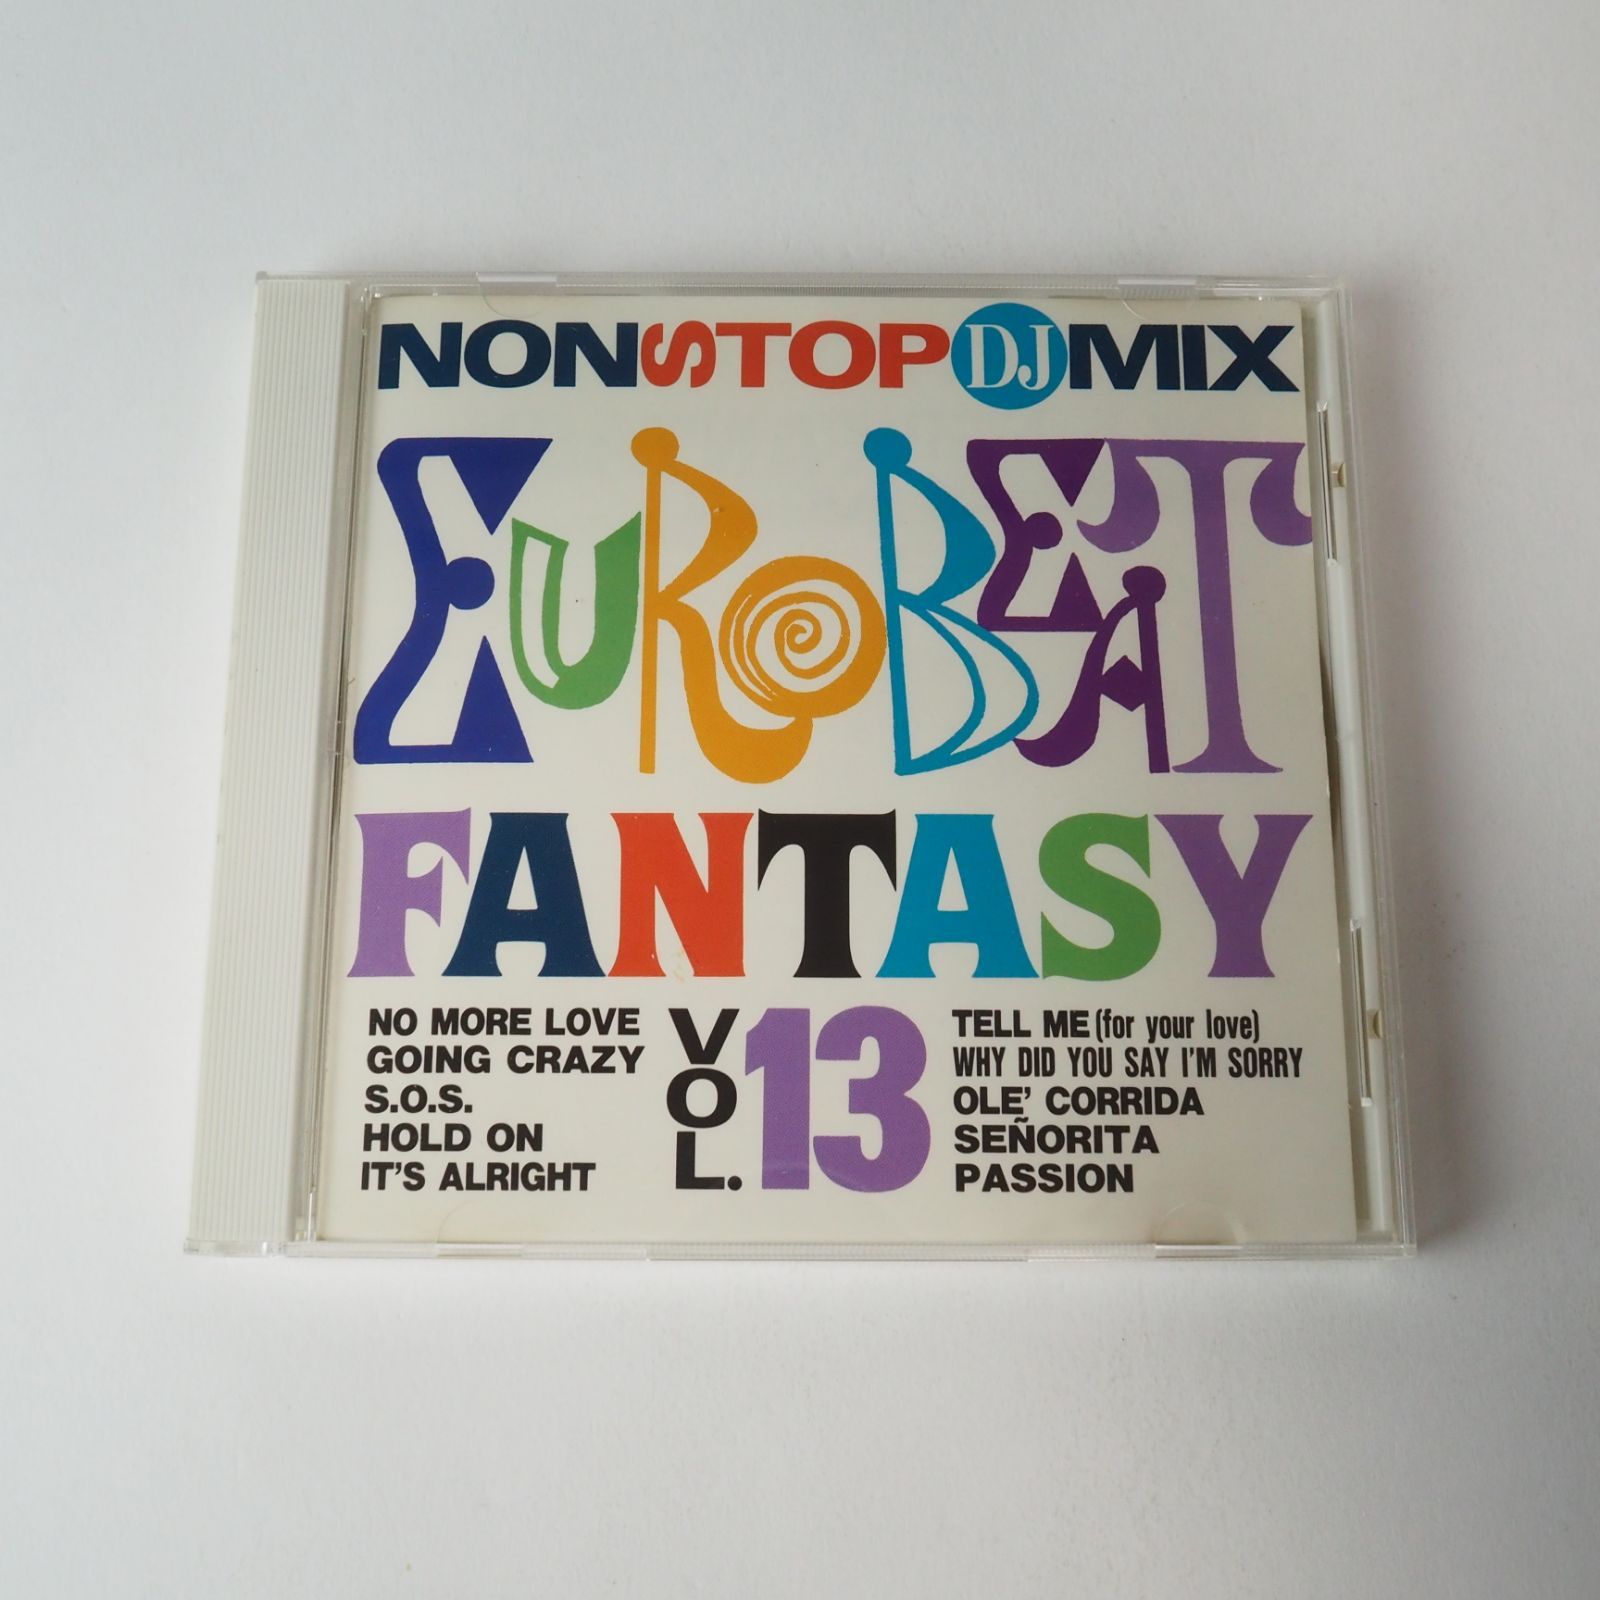 NONSTOP DJ MIX
EUROBEAT
FANTASY
VOL. 13
NO MORE LOVE
GOING CRAZY
S.O.S.
HOLD ON
IT'S ALRIGHT
TELL ME (for your love)
WHY DID YOU SAY I'M SORRY
OLE' CORRIDA
SEÑORITA
PASSION